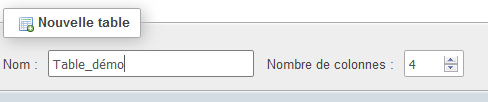 Nouvelle table
Nom : Table_démo Nombre de colonnes : 4